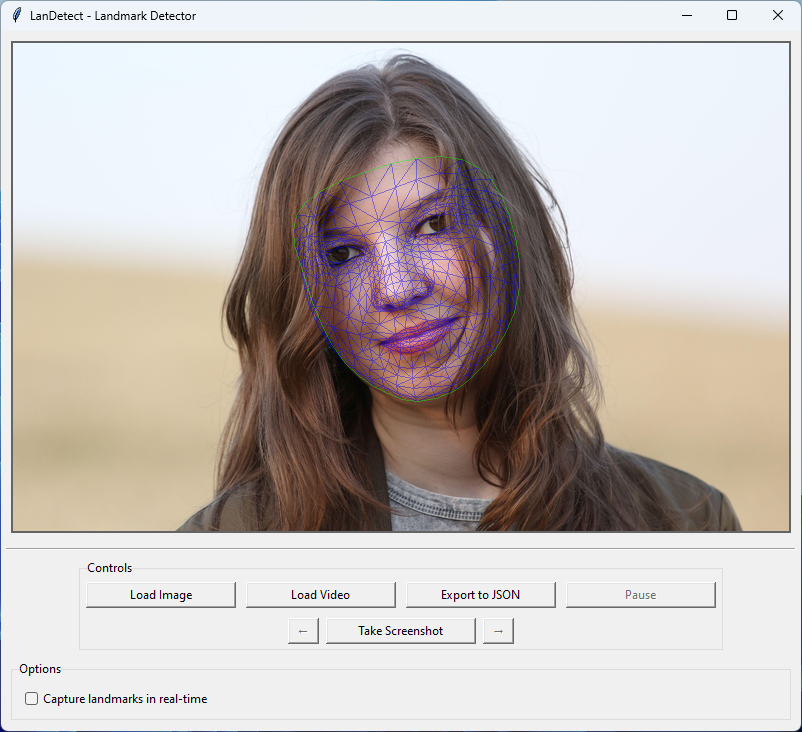 LanDetect - Landmark Detector
Controls
Load Image
Load Video
Export to JSON
Pause
←
Take Screenshot
→
Options
Capture landmarks in real-time